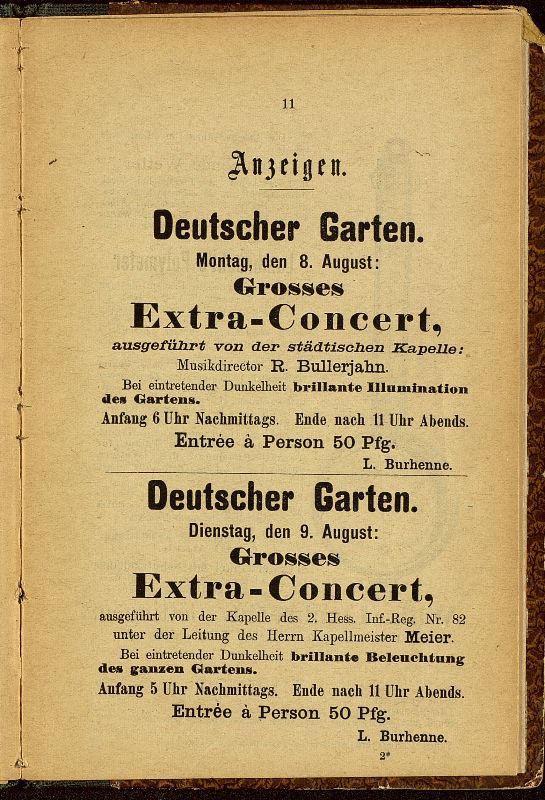 11
Anzeigen.
Deutscher Garten.
Montag, den 8. August:
Grosses
Extra-Concert,
ausgeführt von der städtischen Kapelle:
Musikdirector R. Bullerjahn.
Bei eintretender Dunkelheit brillante Illumination
des Gartens.
Anfang 6 Uhr Nachmittags. Ende nach 11 Uhr Abends.
Entrée à Person 50 Pfg.
L. Burhenne.
Deutscher Garten.
Dienstag, den 9. August:
Grosses
Extra-Concert,
ausgeführt von der Kapelle des 2. Hess. Inf.-Reg. Nr. 82
unter der Leitung des Herrn Kapellmeister Meier.
Bei eintretender Dunkelheit brillante Beleuchtung
des ganzen Gartens.
Anfang 5 Uhr Nachmittags. Ende nach 11 Uhr Abends.
Entrée à Person 50 Pfg.
L. Burhenne.
2*